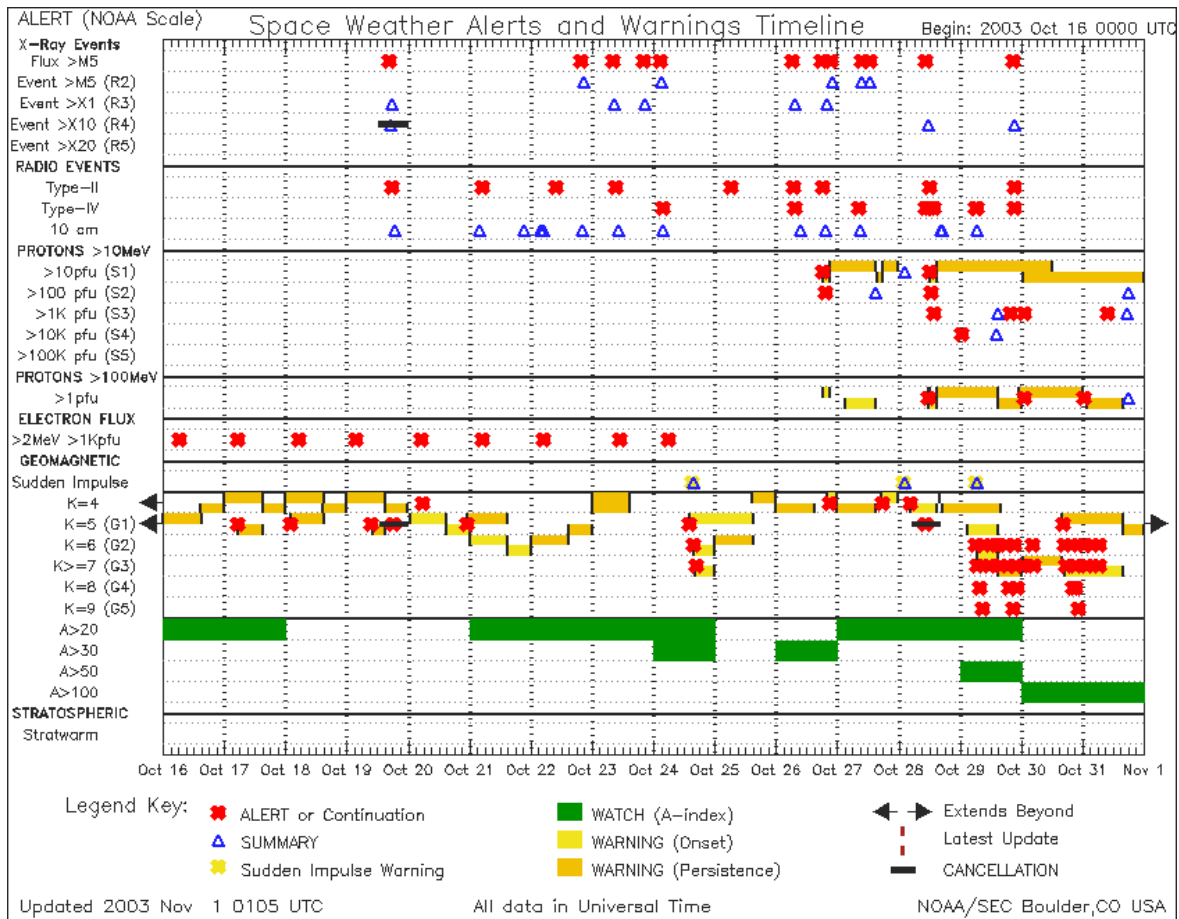 ALERT (NOAA Scale) Space Weather Alerts and Warnings Timeline Begin: 2003 Oct 16 0000 UTC
X-Ray Events
Flux >M5
Event >M5 (R2)
Event >X1 (R3)
Event >X10 (R4)
Event >X20 (R5)
RADIO EVENTS
Type-II
Type-IV
10 cm
PROTONS >10MeV
>10pfu (S1)
>100 pfu (S2)
>1K pfu (S3)
>10K pfu (S4)
>100K pfu (S5)
PROTONS >100MeV
>1pfu
ELECTRON FLUX
>2MeV >1Kpfu
GEOMAGNETIC
Sudden Impulse
K=4
K=5 (G1)
K=6 (G2)
K>=7 (G3)
K=8 (G4)
K=9 (G5)
A>20
A>30
A>50
A>100
STRATOSPHERIC
Stratwarm
Oct 16 Oct 17 Oct 18 Oct 19 Oct 20 Oct 21 Oct 22 Oct 23 Oct 24 Oct 25 Oct 26 Oct 27 Oct 28 Oct 29 Oct 30 Oct 31 Nov 1
Legend Key: ALERT or Continuation WATCH (A-index) Extends Beyond
SUMMARY WARNING (Onset) Latest Update
Sudden Impulse Warning WARNING (Persistence) CANCELLATION
Updated 2003 Nov 1 0105 UTC All data in Universal Time NOAA/SEC Boulder,CO USA